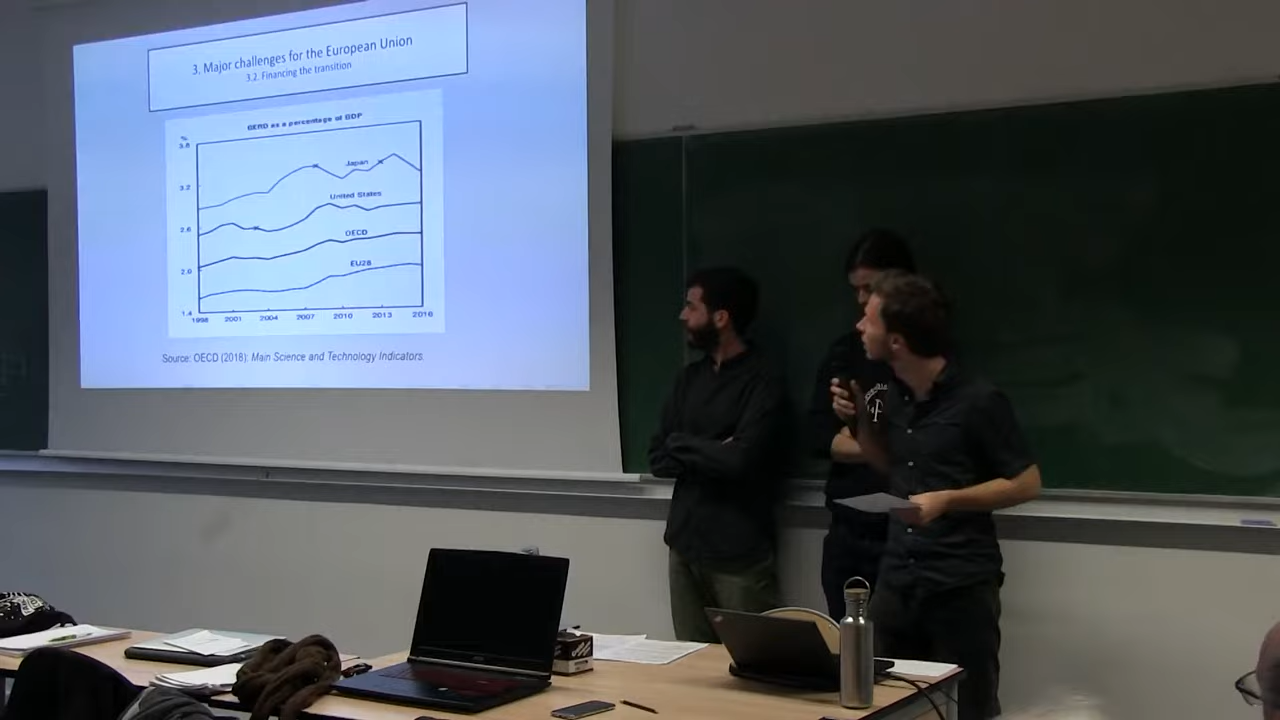 3. Major challenges for the European Union
3.2. Financing the transition
GERD as a percentage of GDP
%
3.8
Japan
3.2
United States
2.6
OECD
2.0
EU28
1.4
1998 2001 2004 2007 2010 2013 2016
Source: OECD (2018): Main Science and Technology Indicators.